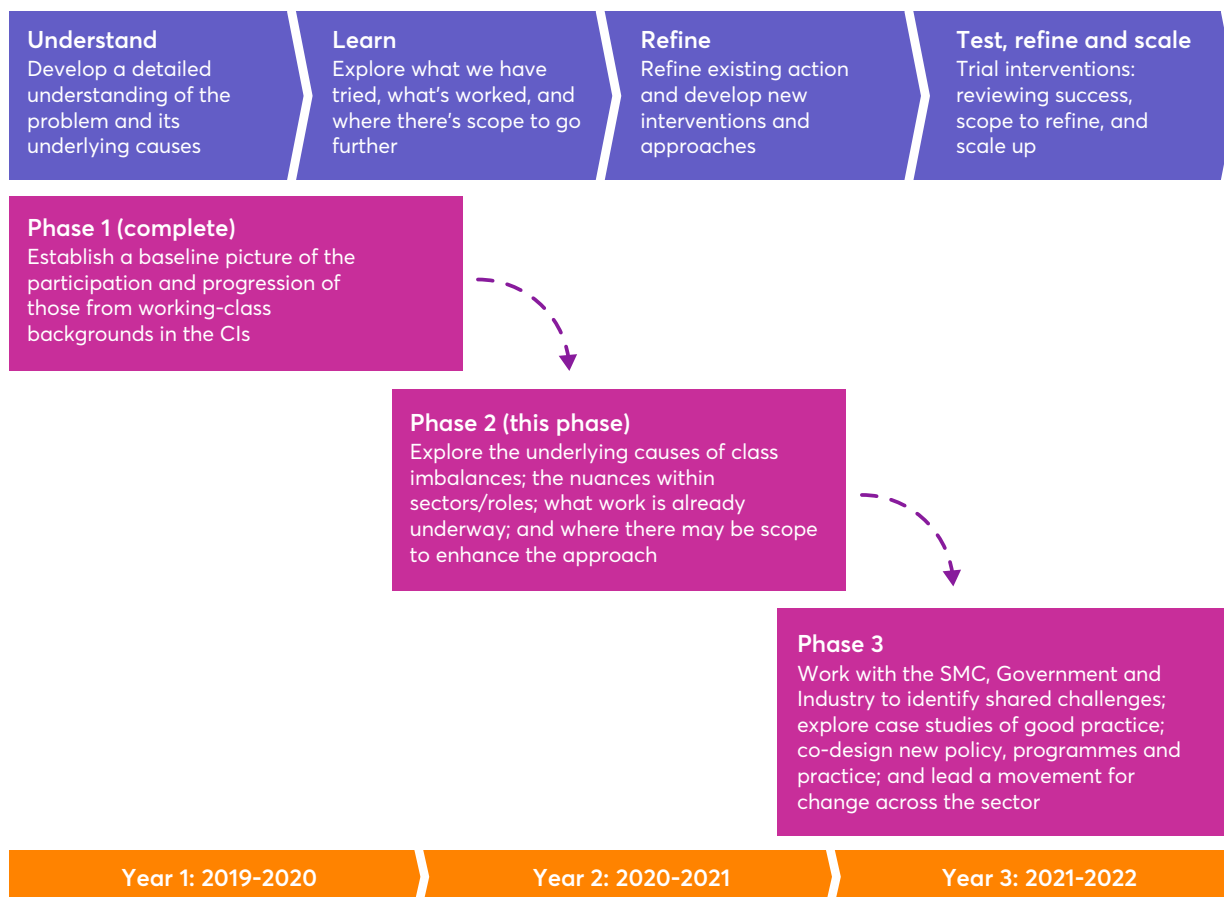 Understand
Develop a detailed
understanding of the
problem and its
underlying causes
Learn
Explore what we have
tried, what's worked, and
where there's scope to go
further
Refine
Refine existing action
and develop new
interventions and
approaches
Test, refine and scale
Trial interventions:
reviewing success,
scope to refine, and
scale up
Phase 1 (complete)
Establish a baseline picture of the
participation and progression of
those from working-class
backgrounds in the CIs
Phase 2 (this phase)
Explore the underlying causes of class
imbalances; the nuances within
sectors/roles; what work is already
underway; and where there may be scope
to enhance the approach
Phase 3
Work with the SMC, Government and
Industry to identify shared challenges;
explore case studies of good practice;
co-design new policy, programmes and
practice; and lead a movement for
change across the sector
Year 1: 2019-2020
Year 2: 2020-2021
Year 3: 2021-2022